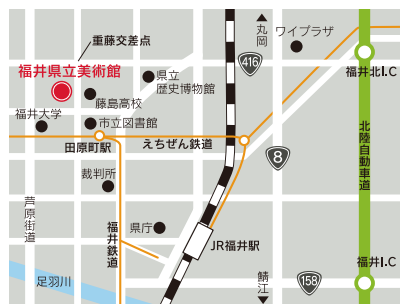 重藤交差点
丸岡
ワイプラザ
福井県立美術館
416
福井北I.C
県立
歴史博物館
藤島高校
福井大学
市立図書館
田原町駅
えちぜん鉄道
8
北陸自動車道
裁判所
芦原街道
福井鉄道
県庁
JR福井駅
福井I.C
足羽川
鯖江
158